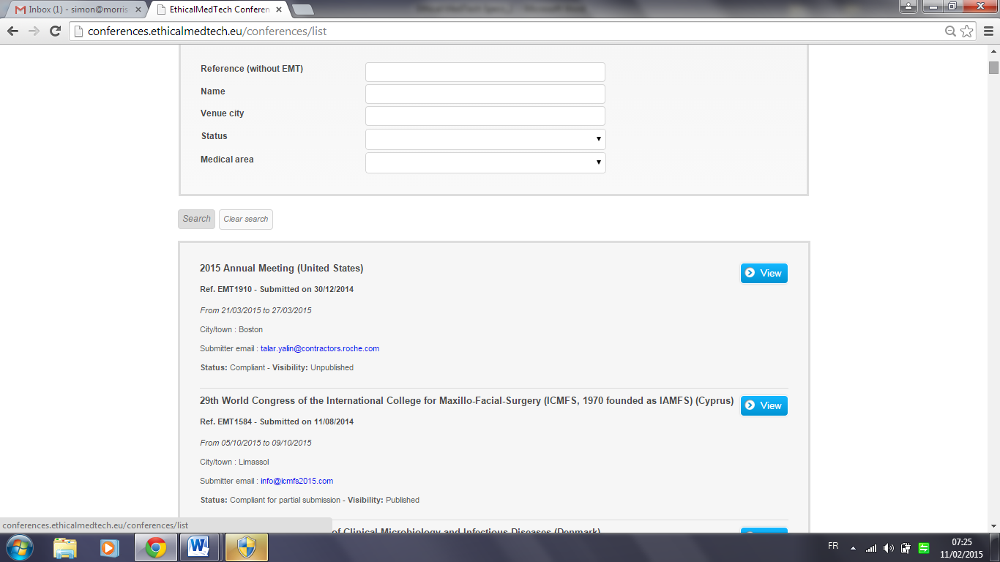 Inbox (1) - simon@morris
EthicalMedTech Conferen
conferences.ethicalmedtech.eu/conferences/list
Reference (without EMT)
Name
Venue city
Status
Medical area
Search Clear search
2015 Annual Meeting (United States)
View
Ref. EMT1910 - Submitted on 30/12/2014
From 21/03/2015 to 27/03/2015
City/town : Boston
Submitter email : talar.yalin@contractors.roche.com
Status: Compliant - Visibility: Unpublished
29th World Congress of the International College for Maxillo-Facial-Surgery (ICMFS, 1970 founded as IAMFS) (Cyprus)
View
Ref. EMT1584 - Submitted on 11/08/2014
From 05/10/2015 to 09/10/2015
City/town : Limassol
Submitter email : info@icmfs2015.com
Status: Compliant for partial submission - Visibility: Published
of Clinical Microbiology and Infectious Diseases (Denmark)
conferences.ethicalmedtech.eu/conferences/list
FR
07:25
11/02/2015